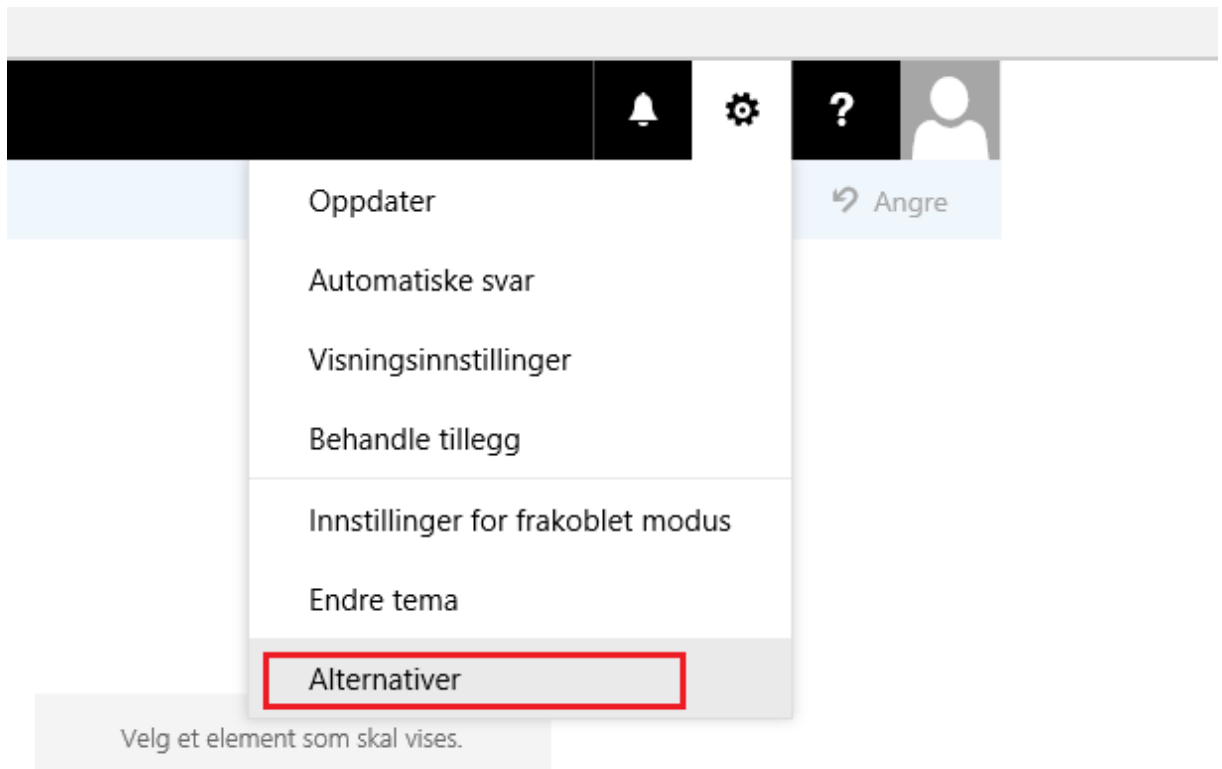 ?
Oppdater
Angre
Automatiske svar
Visningsinnstillinger
Behandle tillegg
Innstillinger for frakoblet modus
Endre tema
Alternativer
Velg et element som skal vises.